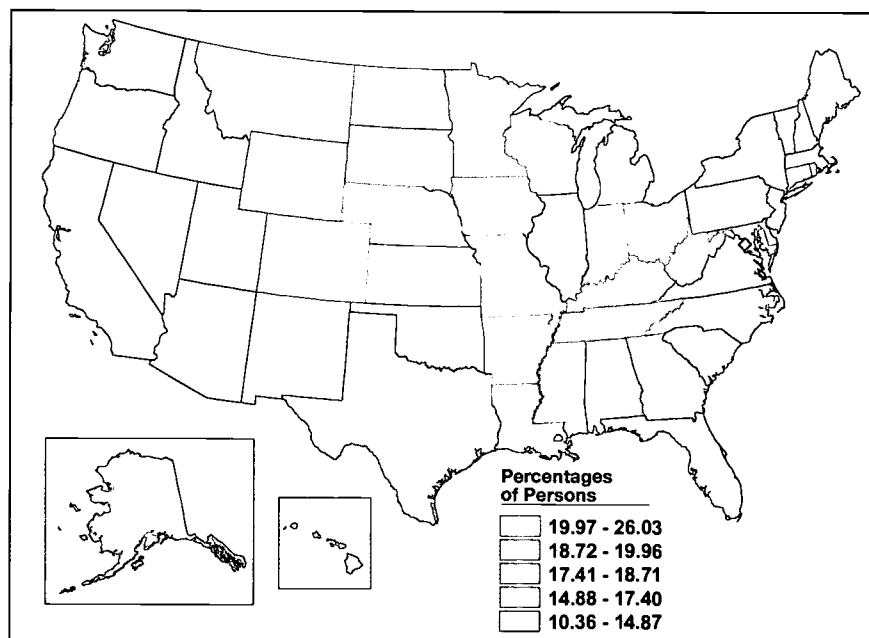 Percentages
of Persons
19.97 - 26.03
18.72 - 19.96
17.41 - 18.71
14.88 - 17.40
10.36 - 14.87